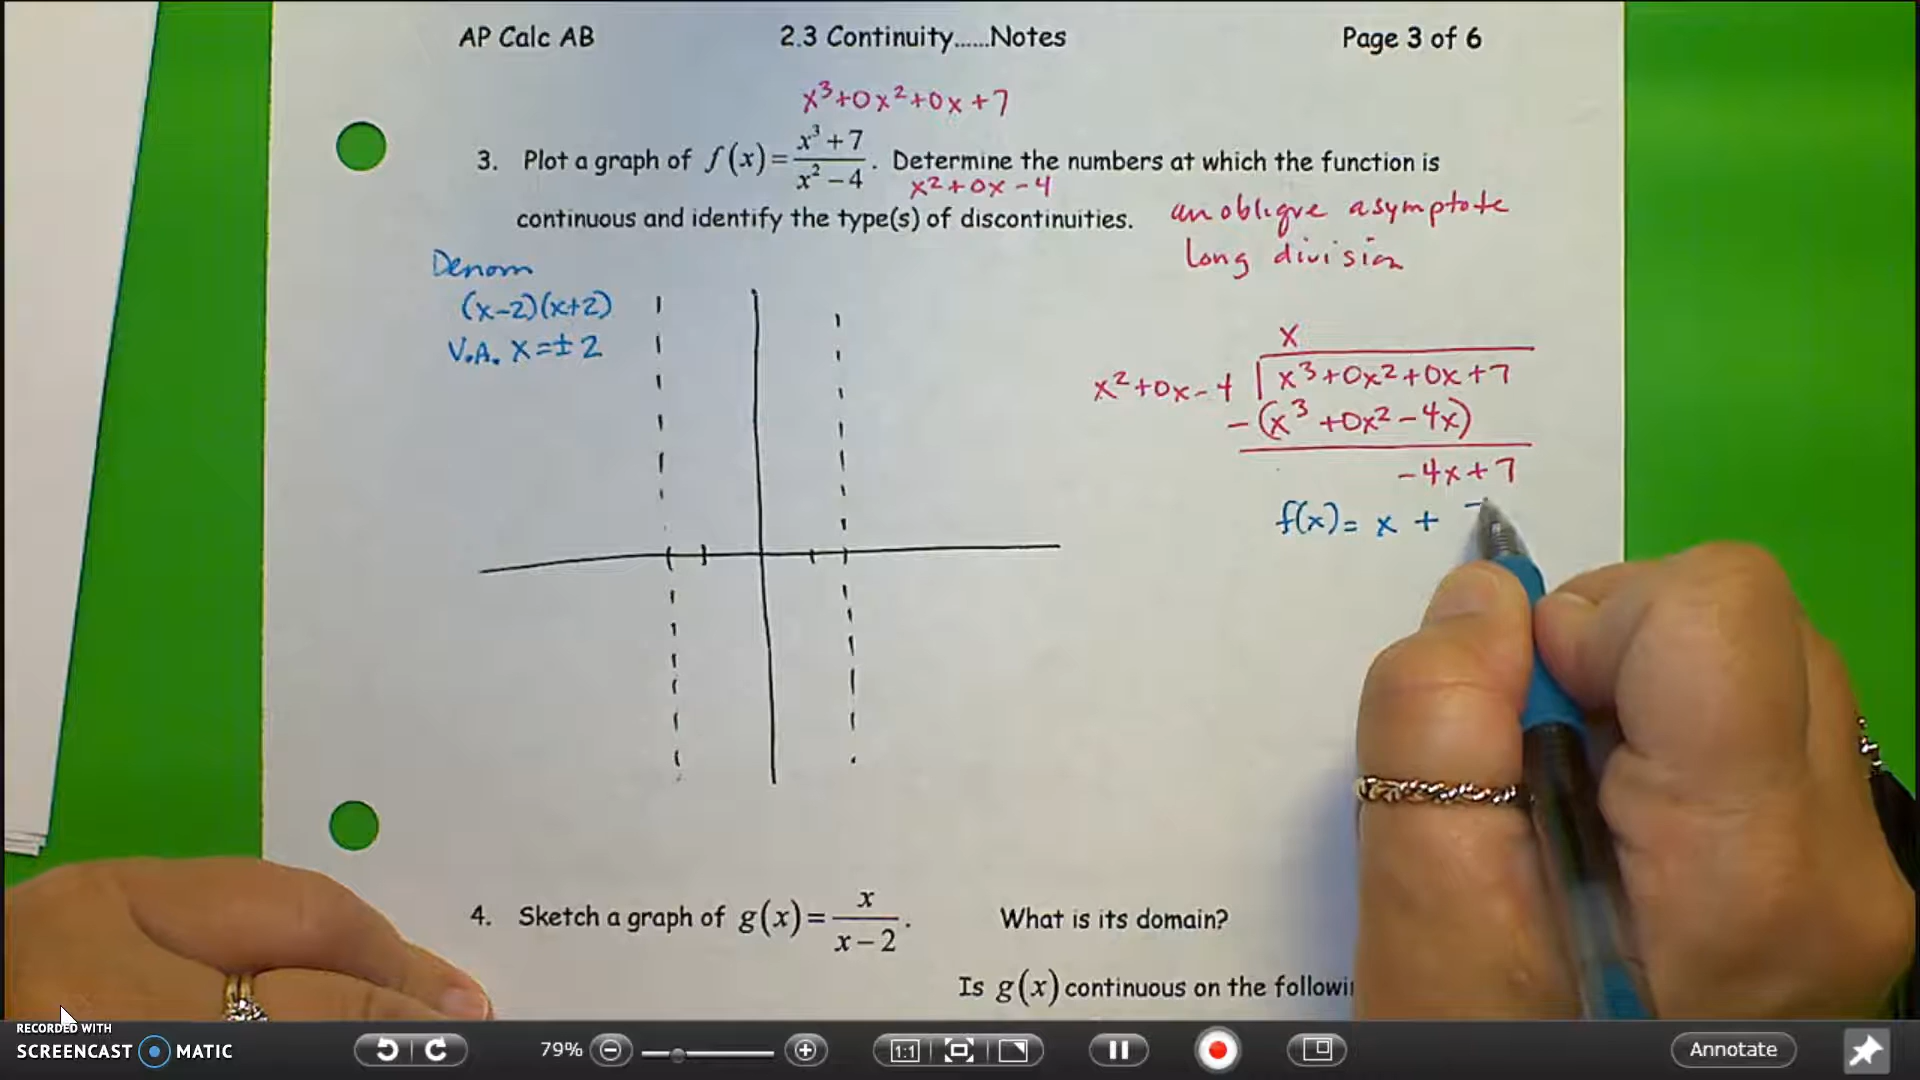 AP Calc AB 2.3 Continuity......Notes Page 3 of 6
x³+0x²+0x+7
3. Plot a graph of f(x)=(x³+7)/(x²−4). Determine the numbers at which the function is
x²+0x-4
continuous and identify the type(s) of discontinuities.
an oblique asymptote
long division
Denom
(x-2)(x+2)
V.A. x=±2
x
x²+0x-4 x³+0x²+0x+7
-(x³+0x²-4x)
-4x+7
f(x)= x +
4. Sketch a graph of g(x)=x/(x−2). What is its domain?
Is g(x) continuous on the followi
RECORDED WITH
SCREENCAST MATIC
79%
1:1
Annotate